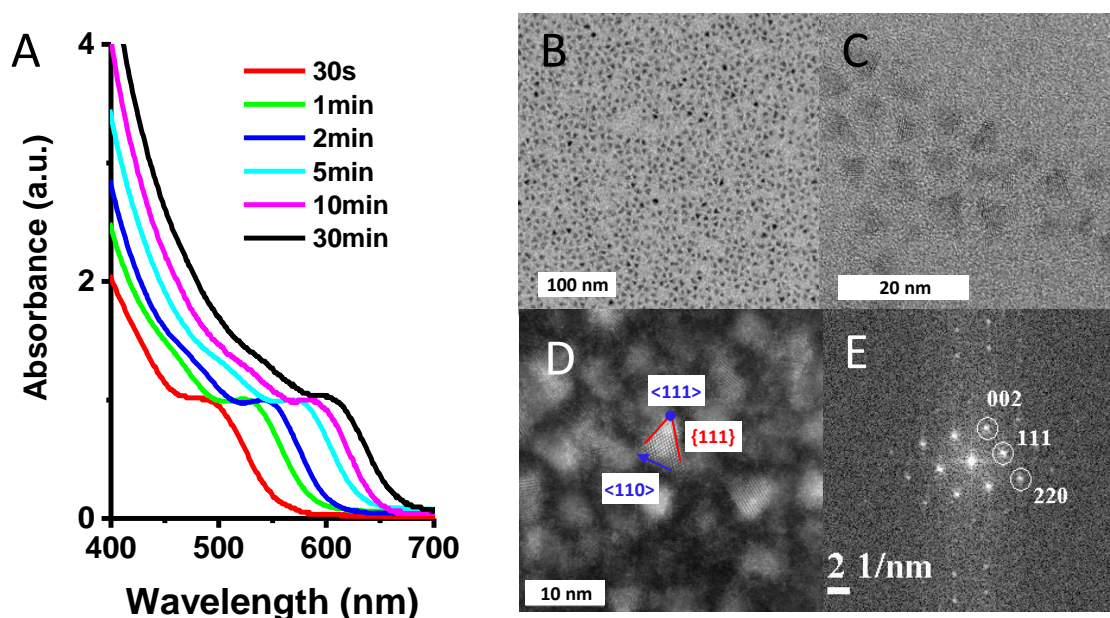 A
4
2
0
400
500
600
700
Absorbance (a.u.)
Wavelength (nm)
30s
1min
2min
5min
10min
30min
B
100 nm
C
20 nm
D
<111>
{111}
<110>
10 nm
E
002
111
220
2 1/nm